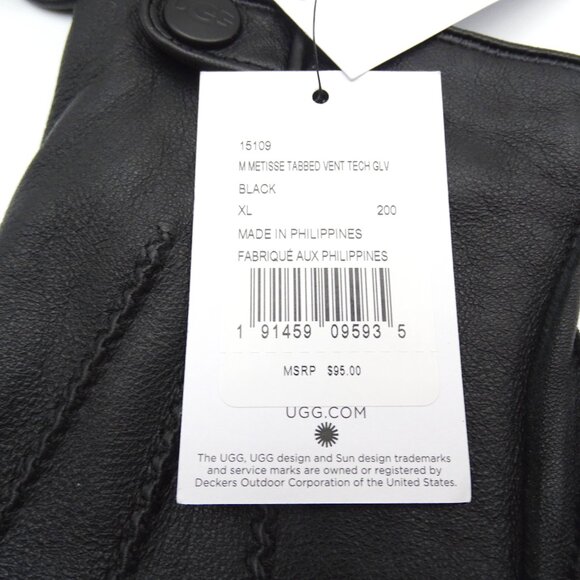 UGG
15109
M METISSE TABBED VENT TECH GLV
BLACK
XL 200
MADE IN PHILIPPINES
FABRIQUÉ AUX PHILIPPINES
1 91459 09593 5
MSRP $95.00
UGG.COM
The UGG, UGG design and Sun design trademarks
and service marks are owned or registered by
Deckers Outdoor Corporation of the United States.